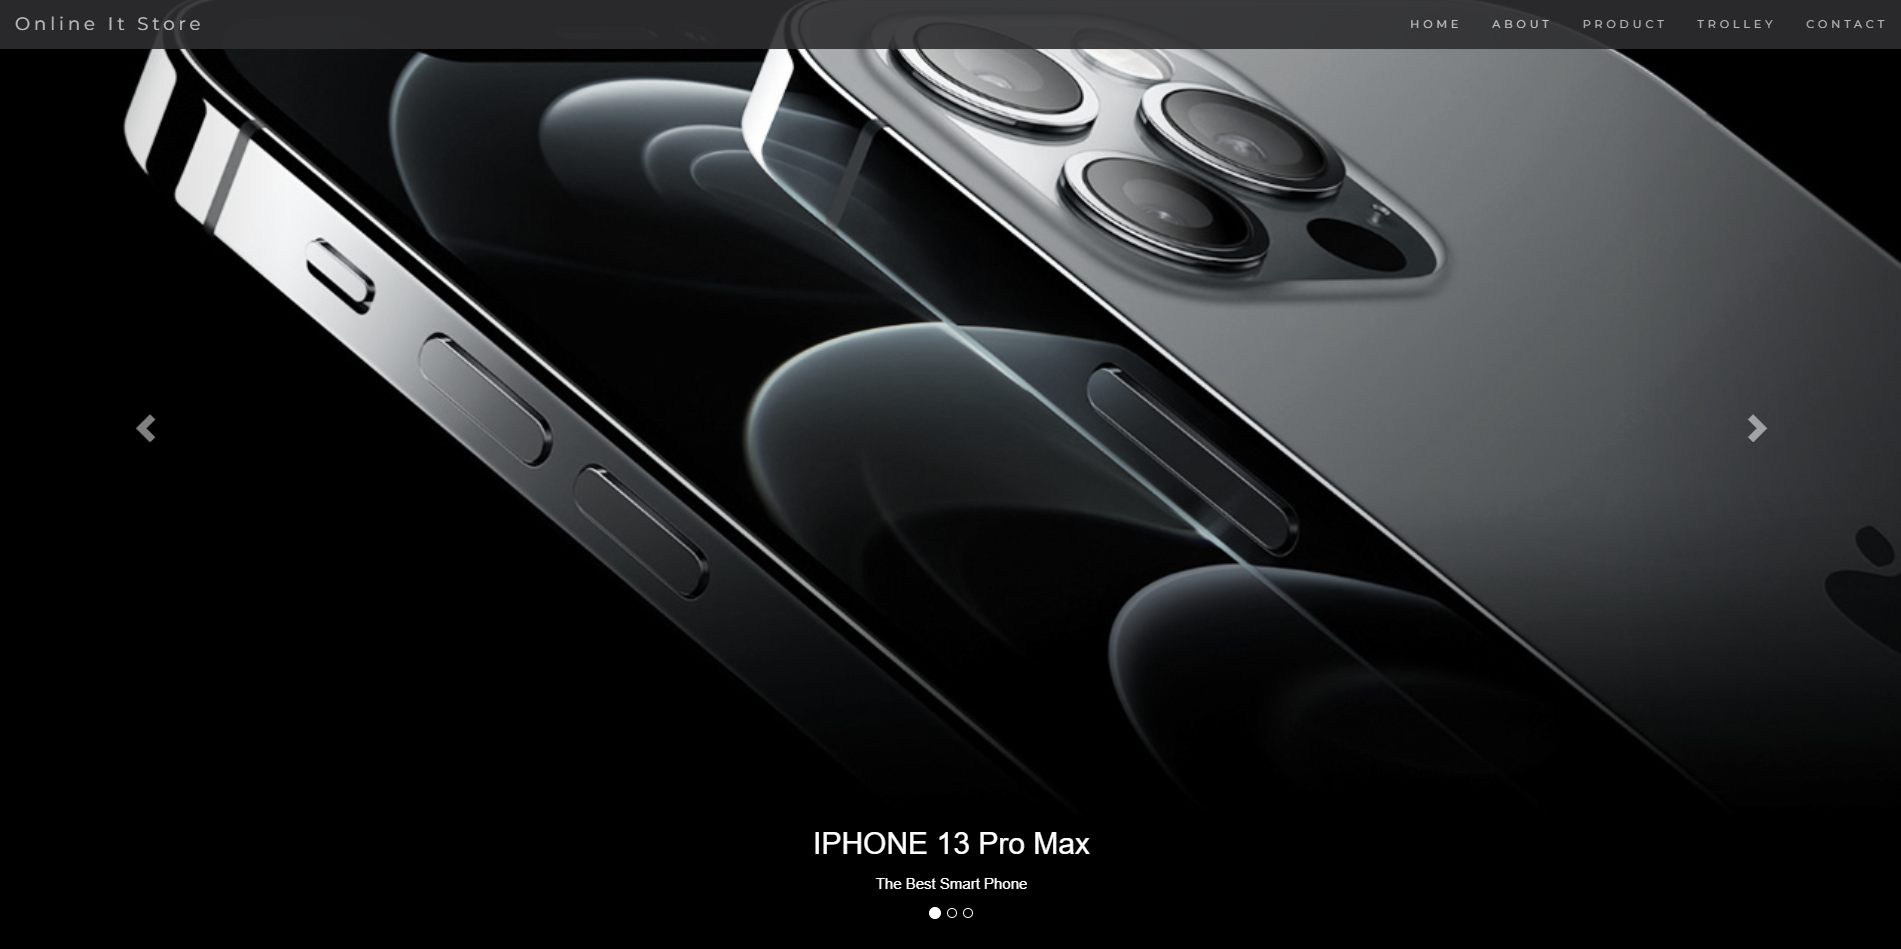 Online It Store
HOME ABOUT PRODUCT TROLLEY CONTACT
IPHONE 13 Pro Max
The Best Smart Phone